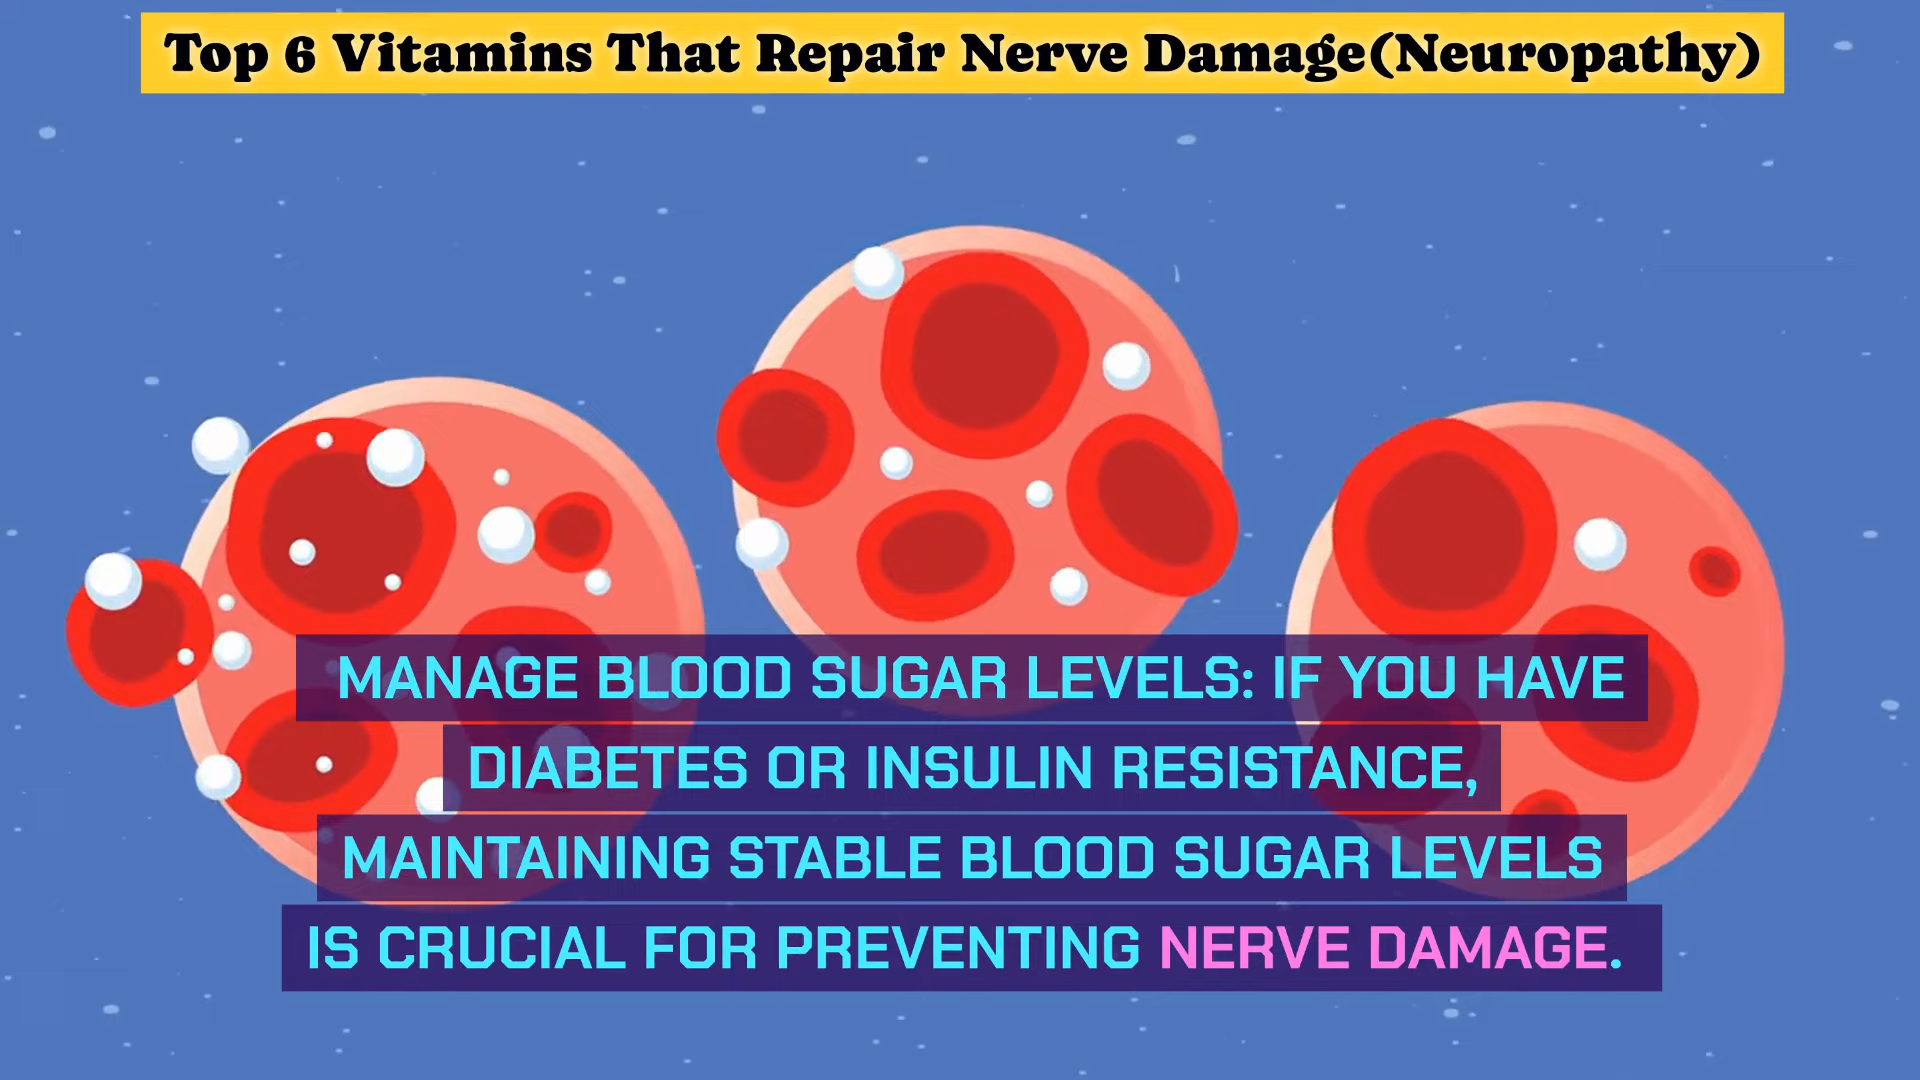 Top 6 Vitamins That Repair Nerve Damage(Neuropathy)
MANAGE BLOOD SUGAR LEVELS: IF YOU HAVE
DIABETES OR INSULIN RESISTANCE,
MAINTAINING STABLE BLOOD SUGAR LEVELS
IS CRUCIAL FOR PREVENTING NERVE DAMAGE.